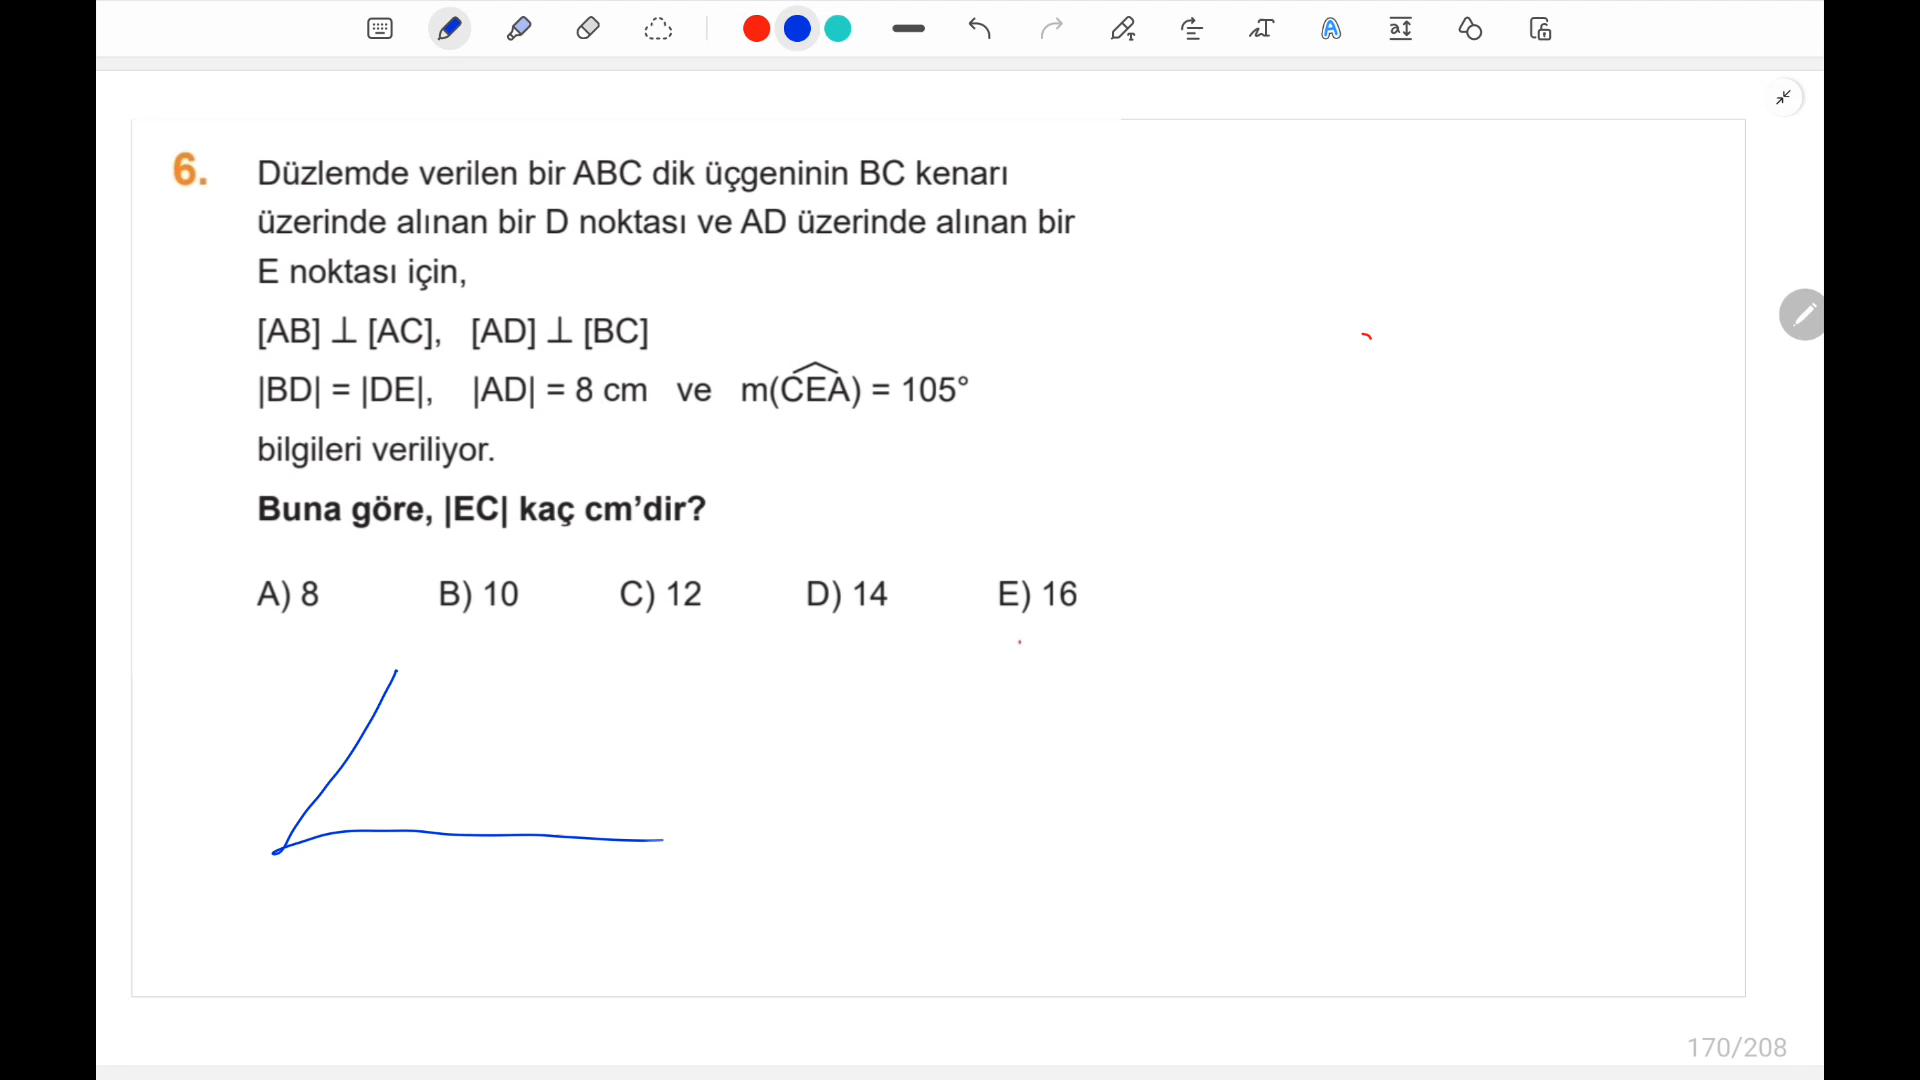 6. Düzlemde verilen bir ABC dik üçgeninin BC kenarı
üzerinde alınan bir D noktası ve AD üzerinde alınan bir
E noktası için,
[AB] ⊥ [AC], [AD] ⊥ [BC]
|BD| = |DE|, |AD| = 8 cm ve m(CEA) = 105°
bilgileri veriliyor.
Buna göre, |EC| kaç cm’dir?
A) 8 B) 10 C) 12 D) 14 E) 16
170/208